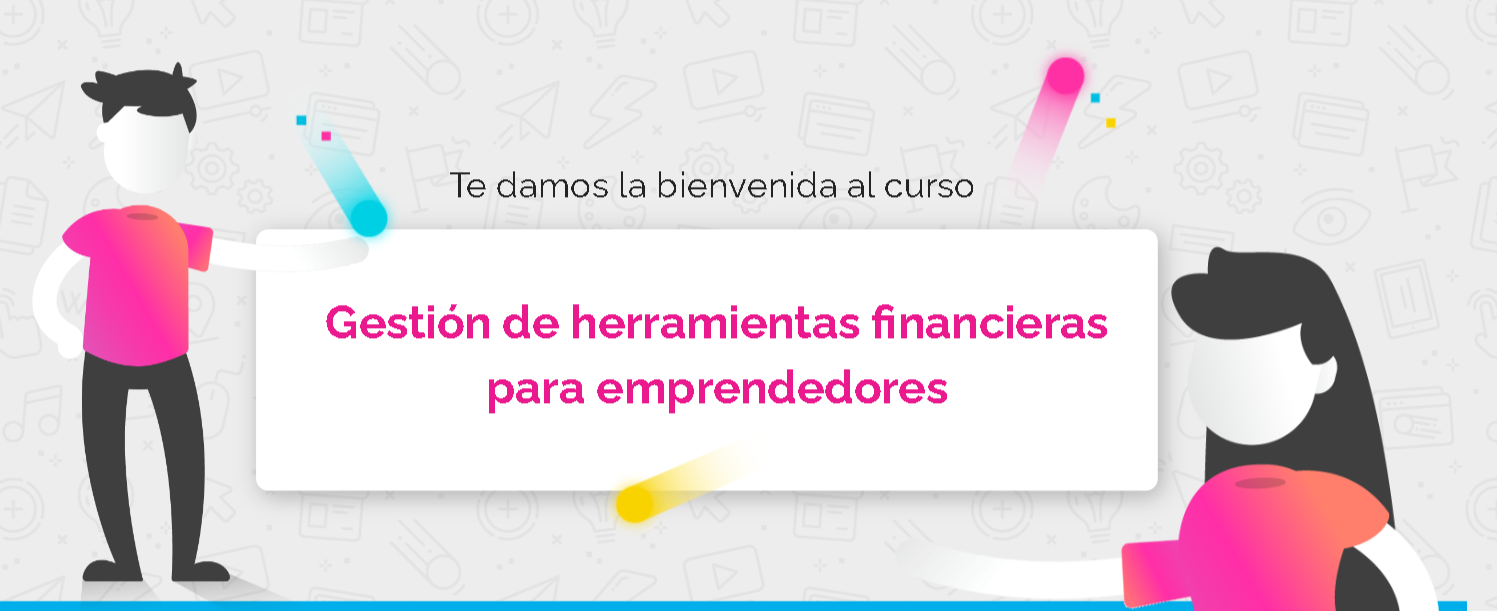 Te damos la bienvenida al curso
Gestión de herramientas financieras
para emprendedores